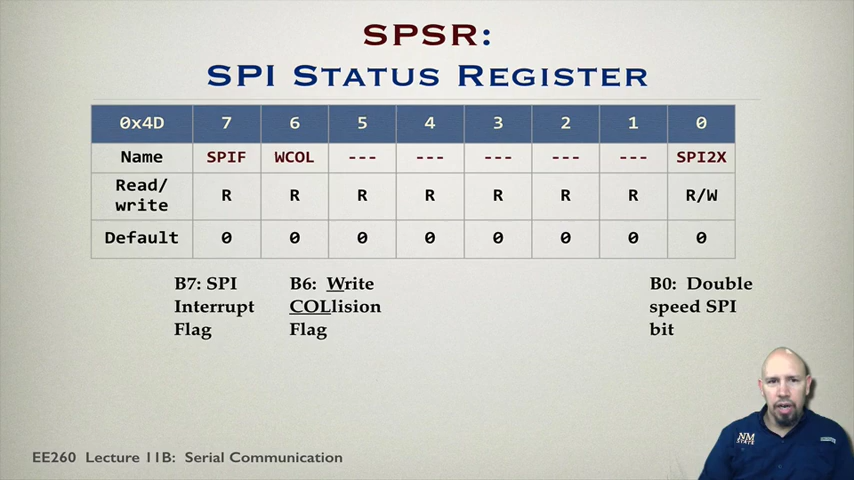 SPSR:
SPI STATUS REGISTER
0x4D 7 6 5 4 3 2 1 0
Name SPIF WCOL --- --- --- --- --- SPI2X
Read/
write R R R R R R R R/W
Default 0 0 0 0 0 0 0 0
B7: SPI
Interrupt
Flag
B6: Write
COLlision
Flag
B0: Double
speed SPI
bit
NM
STATE
EE260 Lecture 11B: Serial Communication